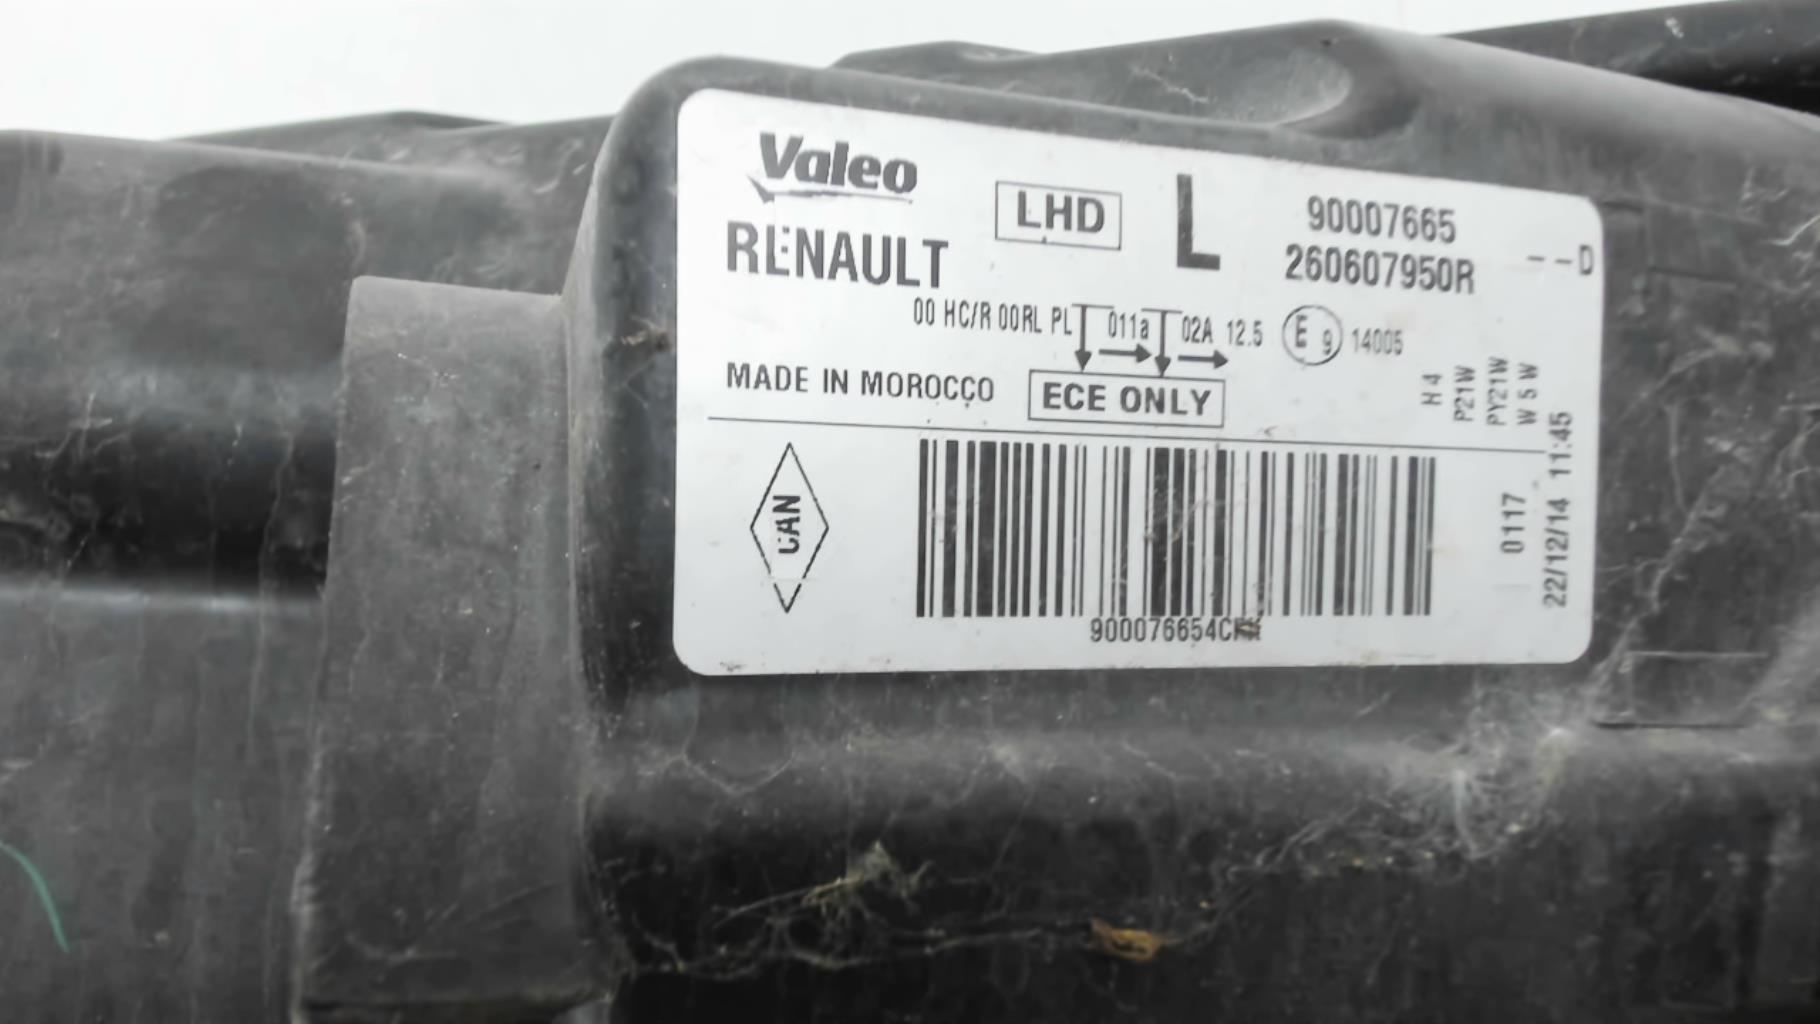 Valeo
RENAULT
LHD
L
90007665
260607950R
--D
00 HC/R 00RL PL 011a 02A 12.5 E 9 14005
MADE IN MOROCCO
ECE ONLY
H4
P21W
PY21W
W5W
CAN
0117
22/12/14 11:45